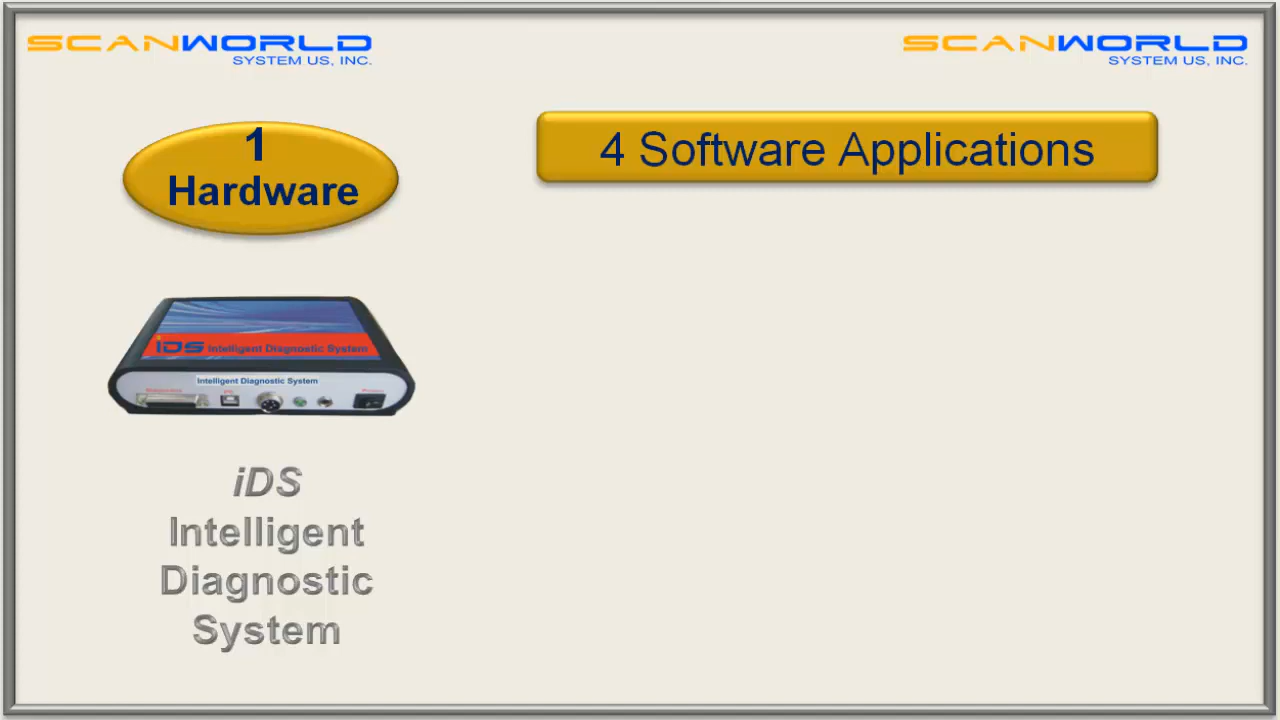 SCANWORLD
SYSTEM US, INC.
SCANWORLD
SYSTEM US, INC.
1
Hardware
4 Software Applications
iDS Intelligent Diagnostic System
Intelligent Diagnostic System
iDS
Intelligent
Diagnostic
System